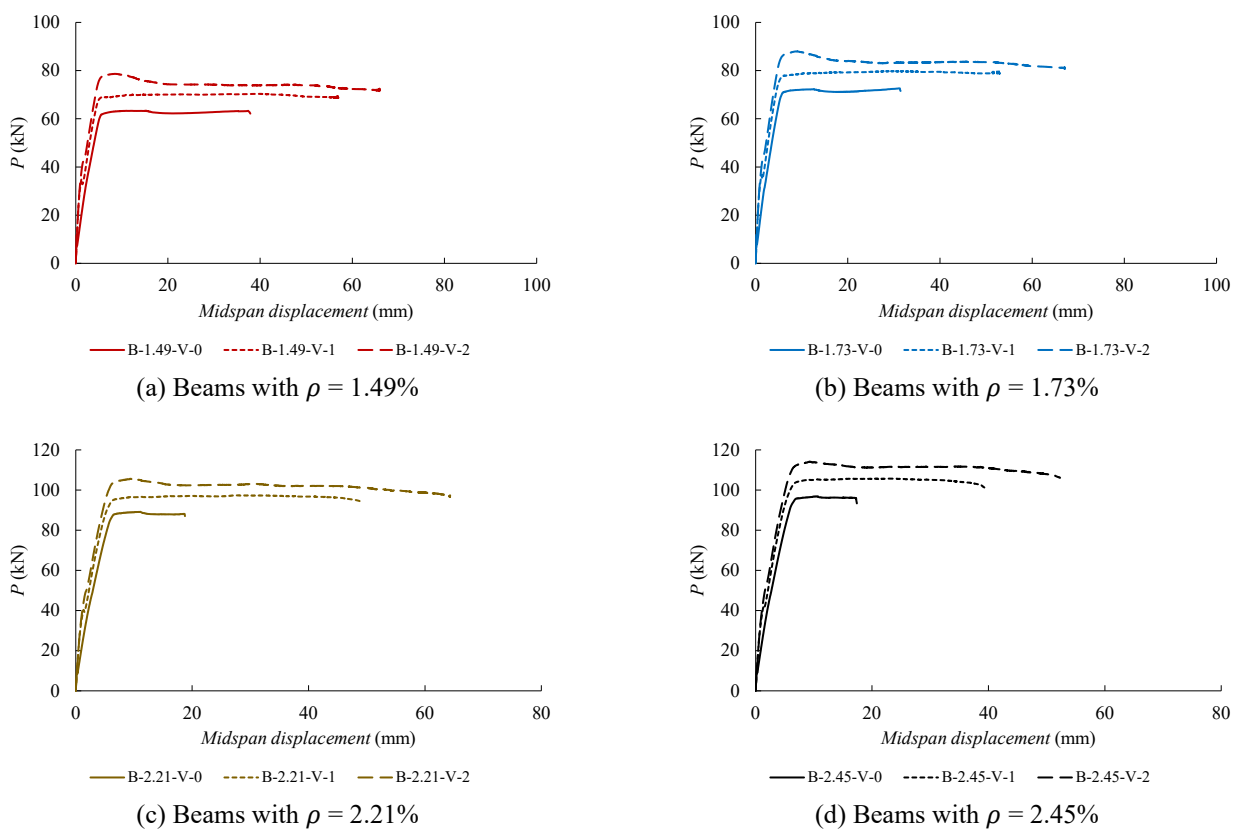 100
80
60
40
20
0
P (kN)
0 20 40 60 80 100
Midspan displacement (mm)
B-1.49-V-0 B-1.49-V-1 B-1.49-V-2
(a) Beams with ρ = 1.49%
100
80
60
40
20
0
P (kN)
0 20 40 60 80 100
Midspan displacement (mm)
B-1.73-V-0 B-1.73-V-1 B-1.73-V-2
(b) Beams with ρ = 1.73%
120
100
80
60
40
20
0
P (kN)
0 20 40 60 80
Midspan displacement (mm)
B-2.21-V-0 B-2.21-V-1 B-2.21-V-2
(c) Beams with ρ = 2.21%
120
100
80
60
40
20
0
P (kN)
0 20 40 60 80
Midspan displacement (mm)
B-2.45-V-0 B-2.45-V-1 B-2.45-V-2
(d) Beams with ρ = 2.45%